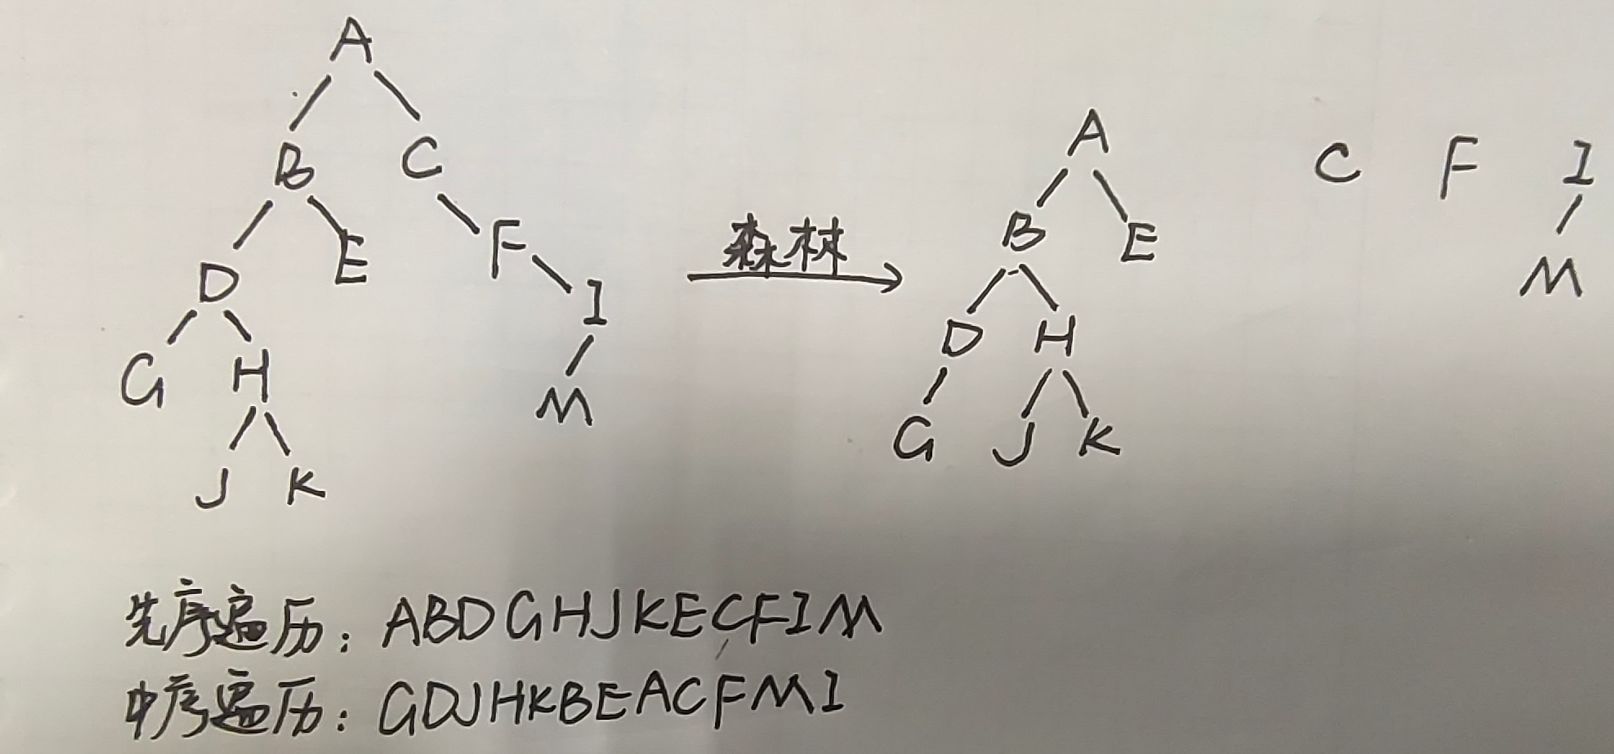 A
B C
D E F
G H I
J K M
森林
A C F I
B E M
D H
G J K
先序遍历：ABDGHJKECFIM
中序遍历：GDJHKBEACFMI